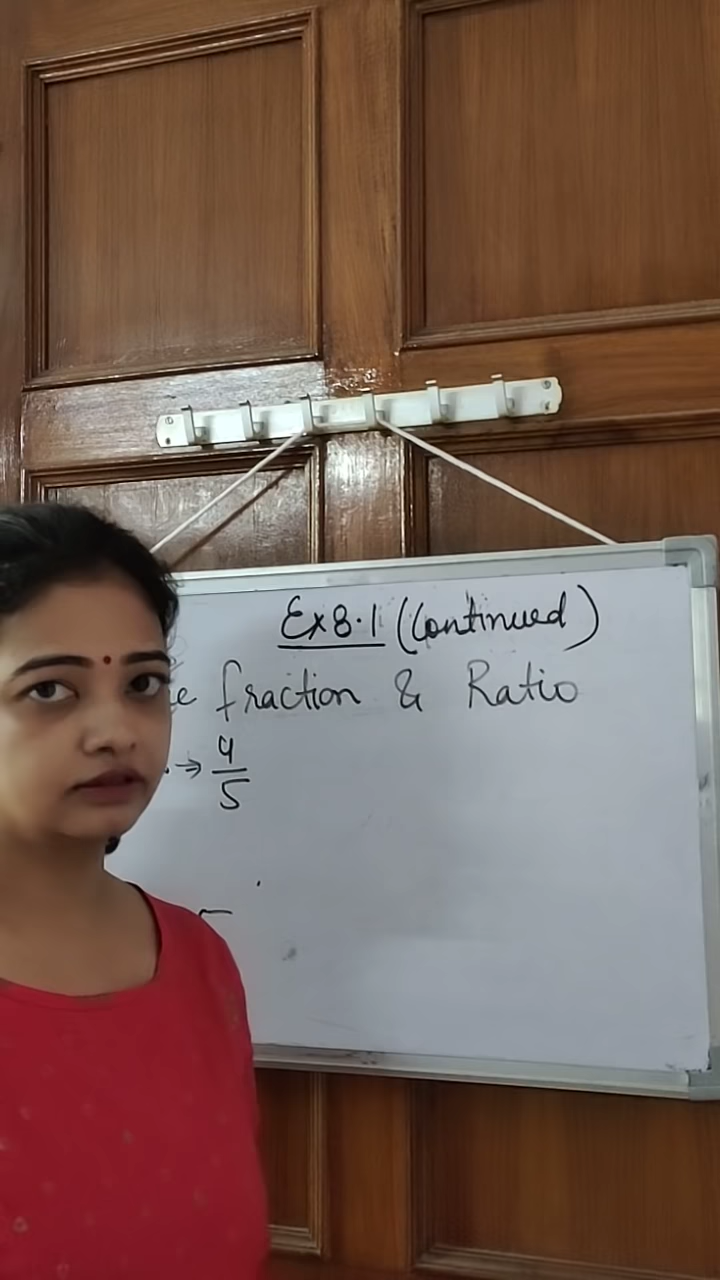 Ex 8.1 (Continued)
fraction & Ratio
→ 4/5